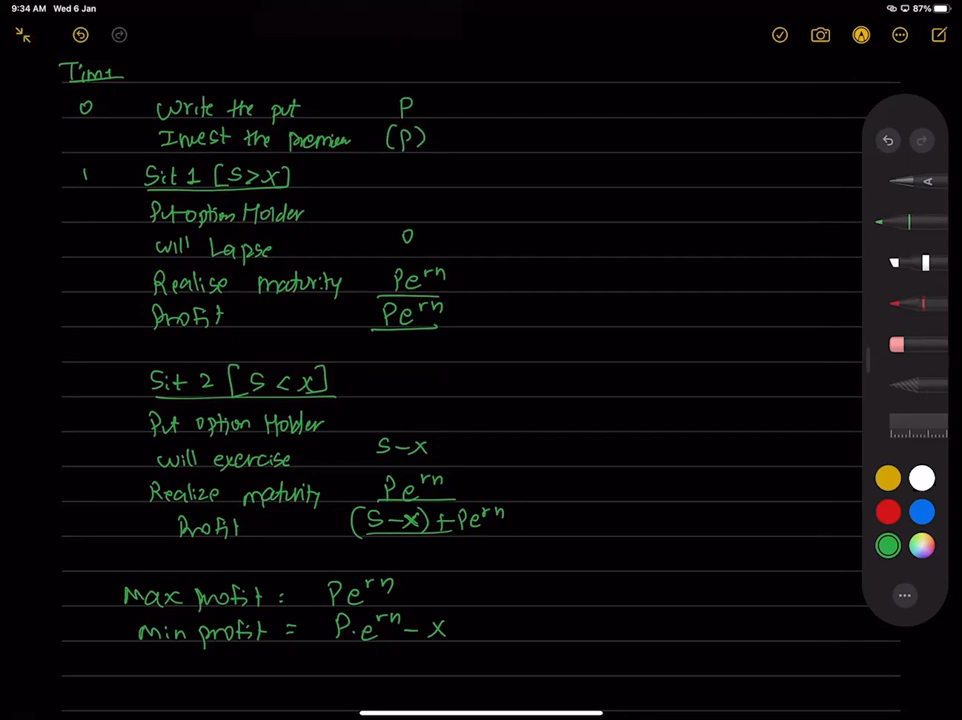 9:34 AM Wed 6 Jan
87%
Time
0 Write the put P
Invest the premium (P)
1 Sit 1 [S>X]
Put option Holder
will Lapse 0
Realise maturity Pe^rn
Profit Pe^rn
Sit 2 [S < X]
Put option Holder
will exercise S-X
Realize maturity Pe^rn
Profit (S-X) + Pe^rn
Max profit = Pe^rn
min profit = P.e^rn - X
A